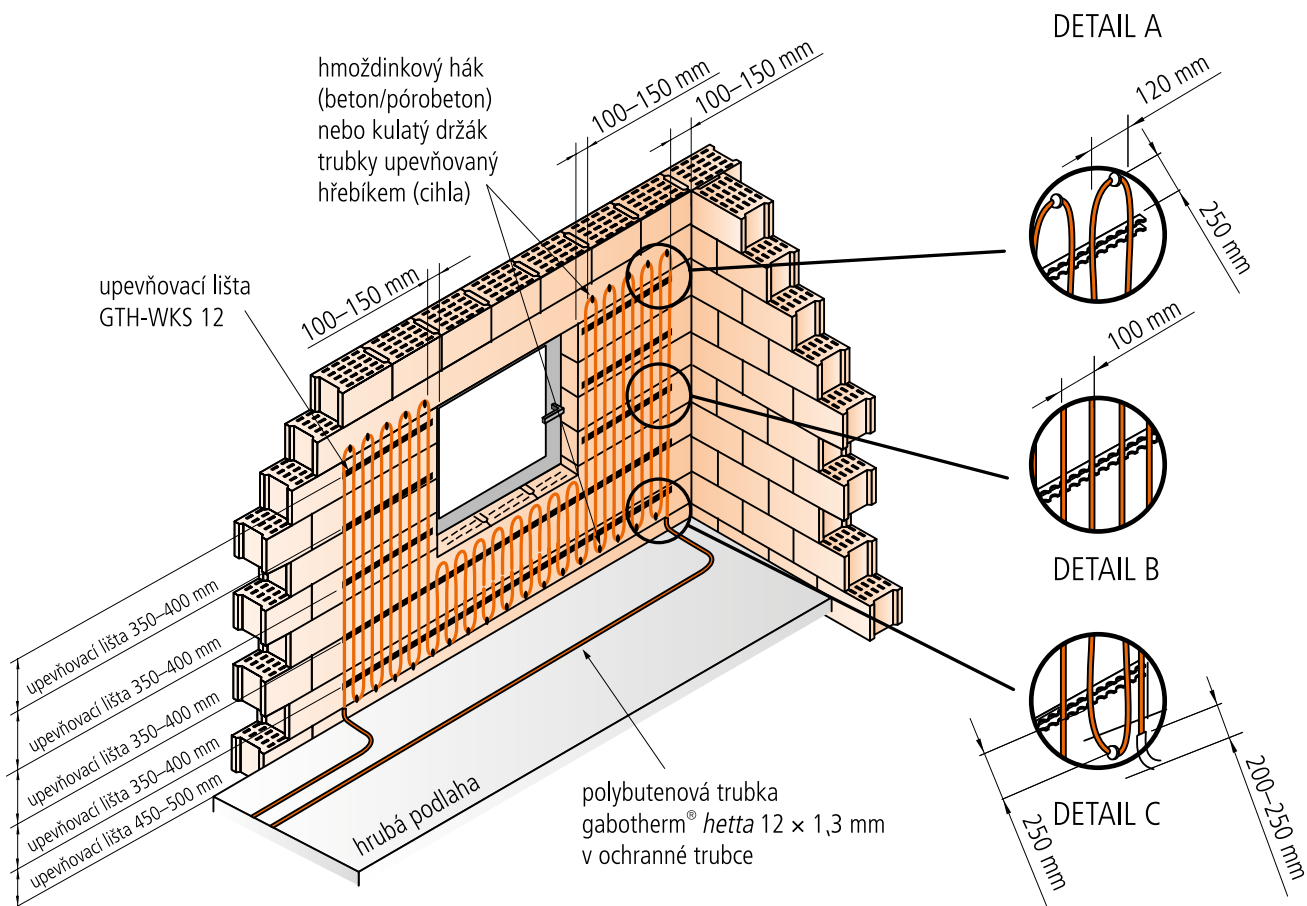 DETAIL A
hmoždinkový hák
(beton/pórobeton)
nebo kulatý držák
trubky upevňovaný
hřebíkem (cihla)
100–150 mm
100–150 mm
120 mm
250 mm
upevňovací lišta
GTH-WKS 12
100–150 mm
100 mm
DETAIL B
upevňovací lišta 350–400 mm
upevňovací lišta 350–400 mm
upevňovací lišta 350–400 mm
upevňovací lišta 350–400 mm
upevňovací lišta 450–500 mm
hrubá podlaha
polybutenová trubka
gabotherm® hetta 12 × 1,3 mm
v ochranné trubce
200–250 mm
250 mm
DETAIL C